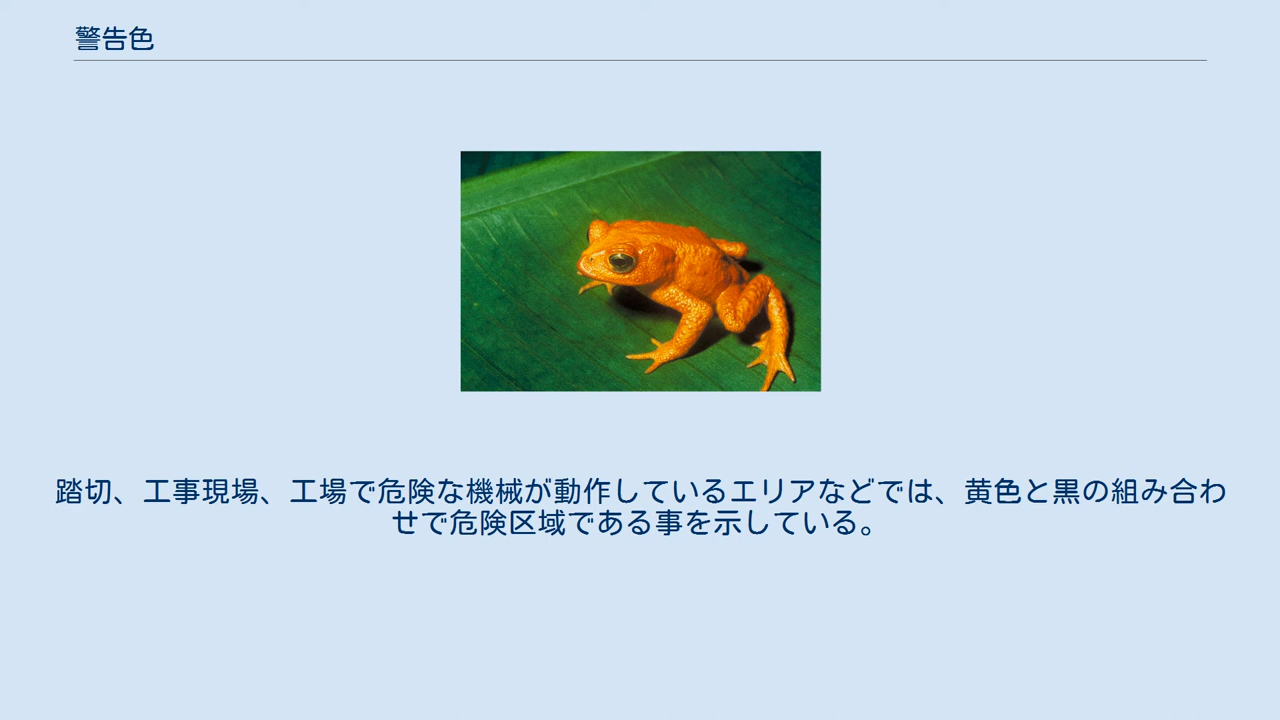 警告色
踏切、工事現場、工場で危険な機械が動作しているエリアなどでは、黄色と黒の組み合わ
せで危険区域である事を示している。